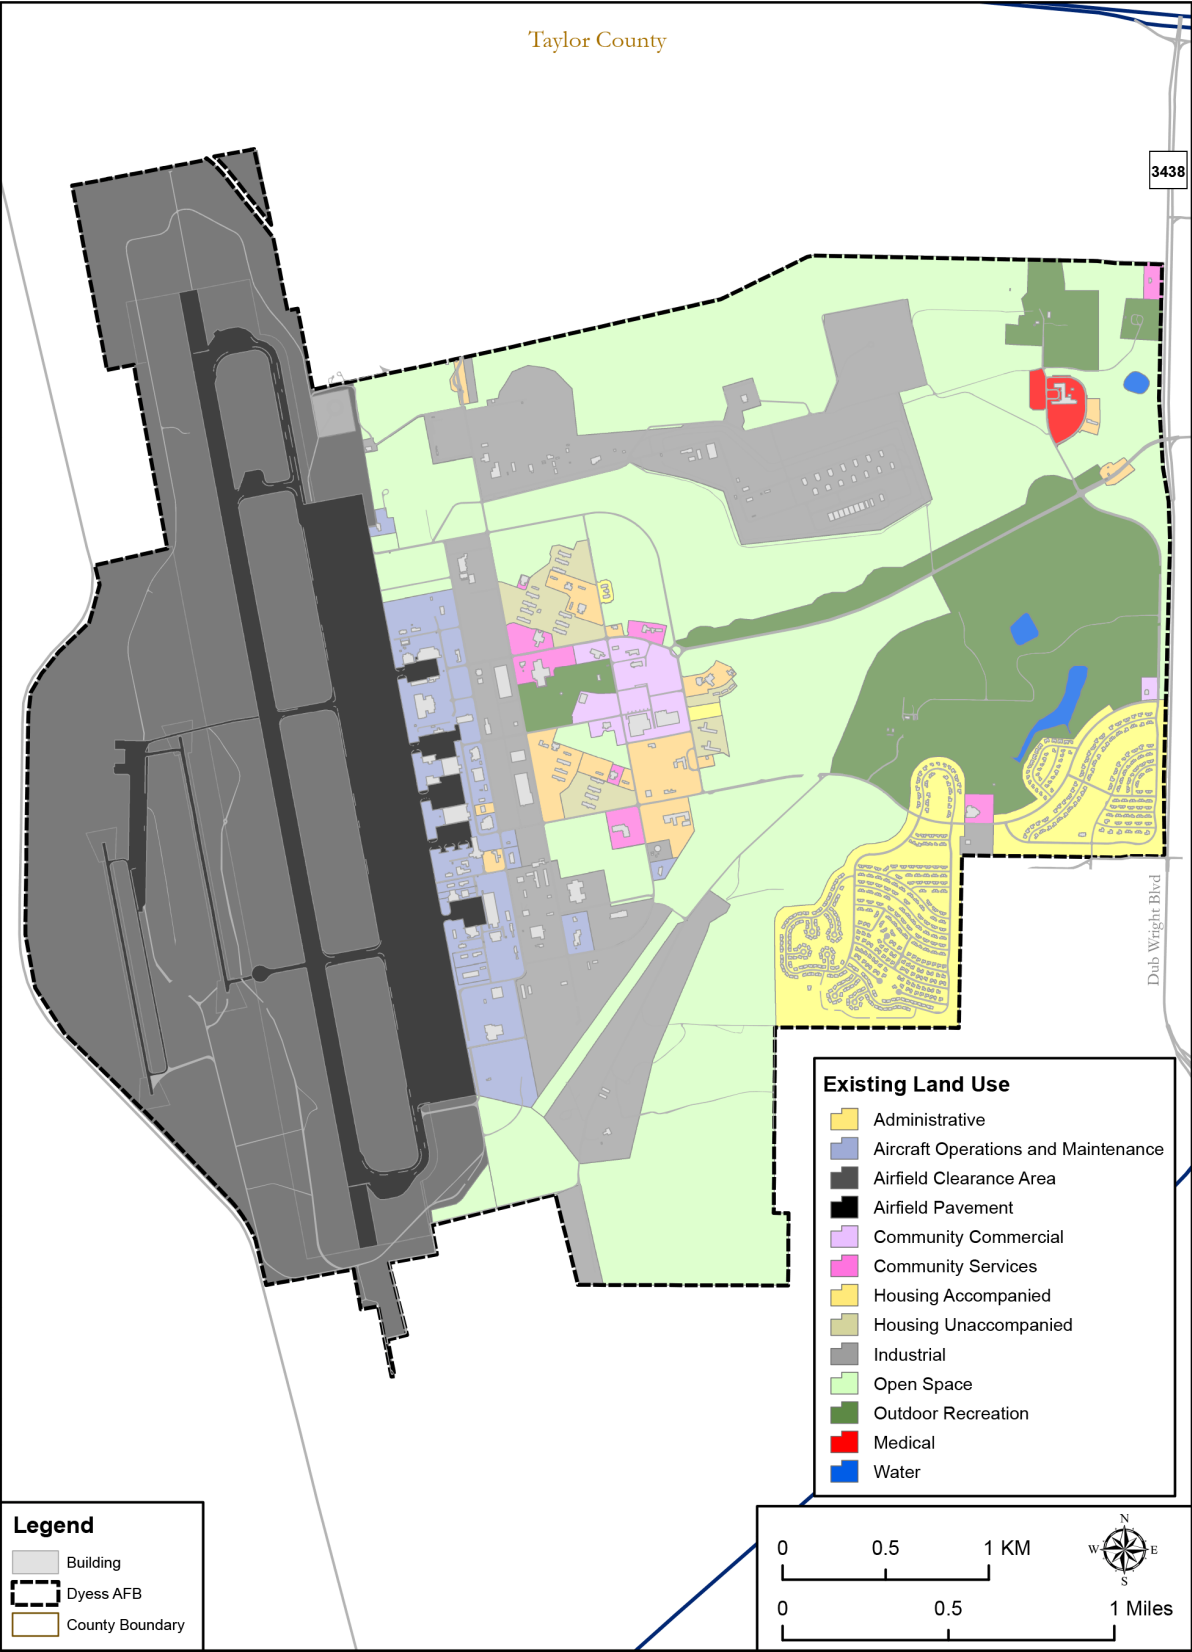 Taylor County
3438
Dub Wright Blvd
Existing Land Use
Administrative
Aircraft Operations and Maintenance
Airfield Clearance Area
Airfield Pavement
Community Commercial
Community Services
Housing Accompanied
Housing Unaccompanied
Industrial
Open Space
Outdoor Recreation
Medical
Water
Legend
Building
Dyess AFB
County Boundary
0 0.5 1 KM
0 0.5 1 Miles
N
W E
S